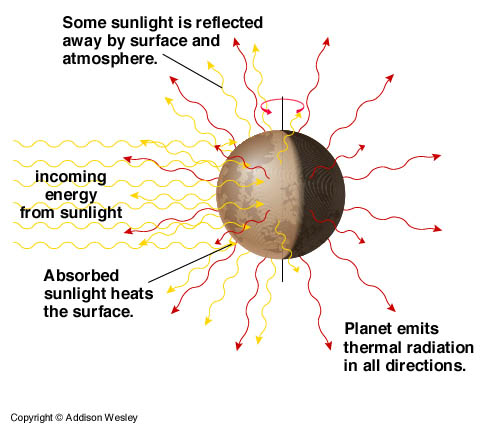 Some sunlight is reflected
away by surface and
atmosphere.
incoming
energy
from sunlight
Absorbed
sunlight heats
the surface.
Planet emits
thermal radiation
in all directions.
Copyright © Addison Wesley